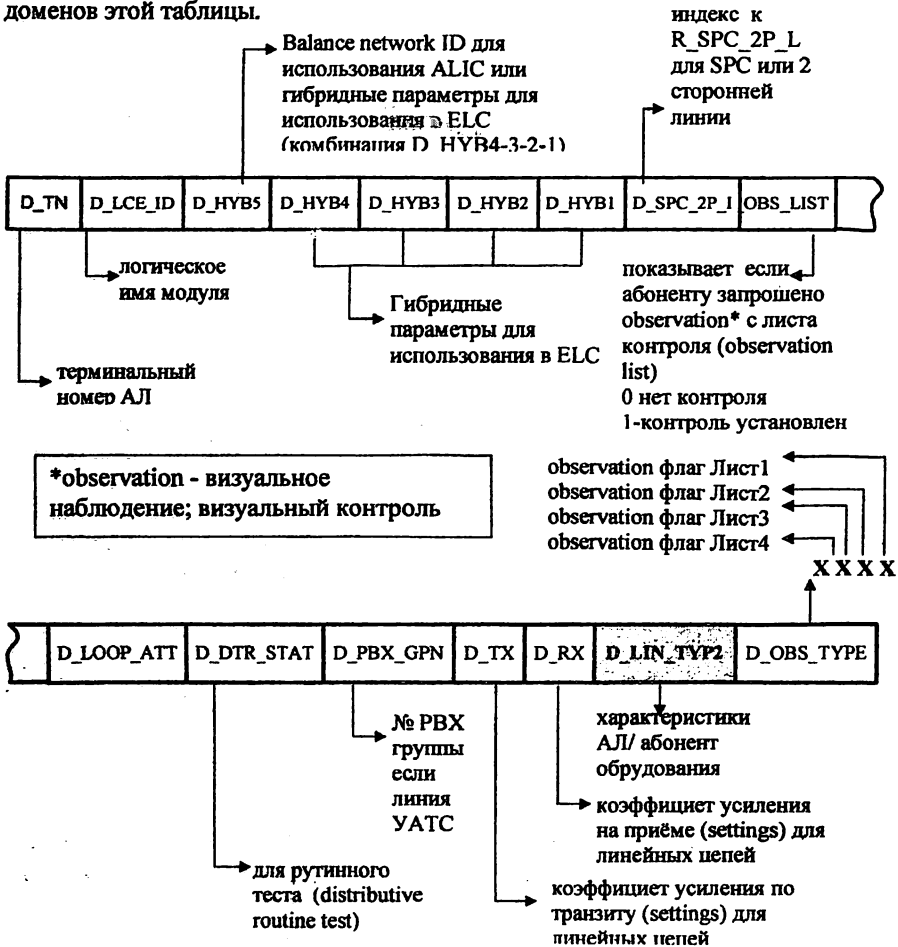 доменов этой таблицы.
индекс к
R_SPC_2P_L
для SPC или 2
сторонней
линии
Balance network ID для
использования ALIC или
гибридные параметры для
использования в ELC
(комбинация D_HYB4-3-2-1)
D_TN D_LCE_ID D_HYB5 D_HYB4 D_HYB3 D_HYB2 D_HYB1 D_SPC_2P_I OBS_LIST
логическое
имя модуля
Гибридные
параметры для
использования в ELC
показывает если
абоненту запрошено
observation* с листа
контроля (observation
list)
0 нет контроля
1-контроль установлен
терминальный
номер АЛ
*observation - визуальное
наблюдение; визуальный контроль
observation флаг Лист1
observation флаг Лист2
observation флаг Лист3
observation флаг Лист4
X X X X
D_LOOP_ATT D_DTR_STAT D_PBX_GPN D_TX D_RX D_LIN_TYP2 D_OBS_TYPE
№ PBX
группы
если
линия
УАТС
характеристики
АЛ/ абонент
обрудования
коэффициет усиления
на приёме (settings) для
линейных цепей
для рутинного
теста (distributive
routine test)
коэффициет усиления по
транзиту (settings) для
линейных цепей